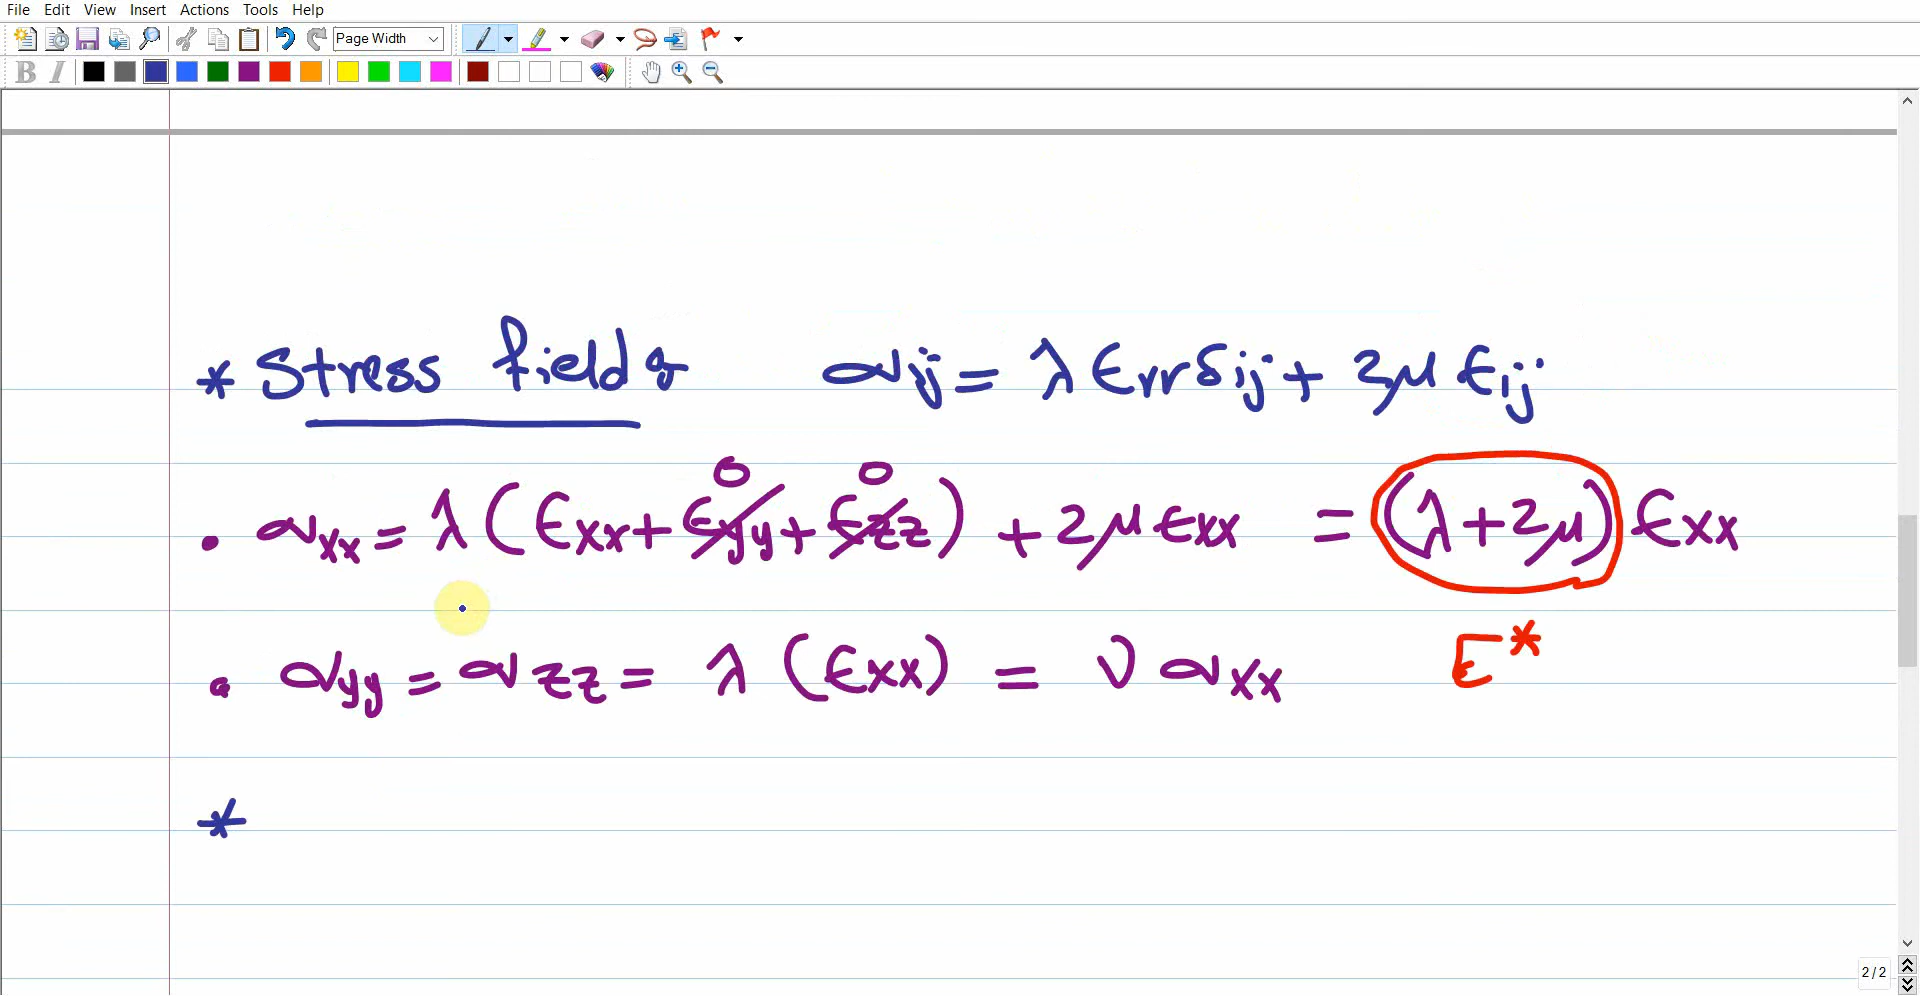 File Edit View Insert Actions Tools Help
Page Width
B I
* Stress field: σij = λ ϵrr δij + 2μ ϵij
• σxx = λ (ϵxx + ϵyy + ϵzz) + 2μ ϵxx = (λ + 2μ) ϵxx
0 0
• σyy = σzz = λ (ϵxx) = ν σxx
E*
*
2 / 2